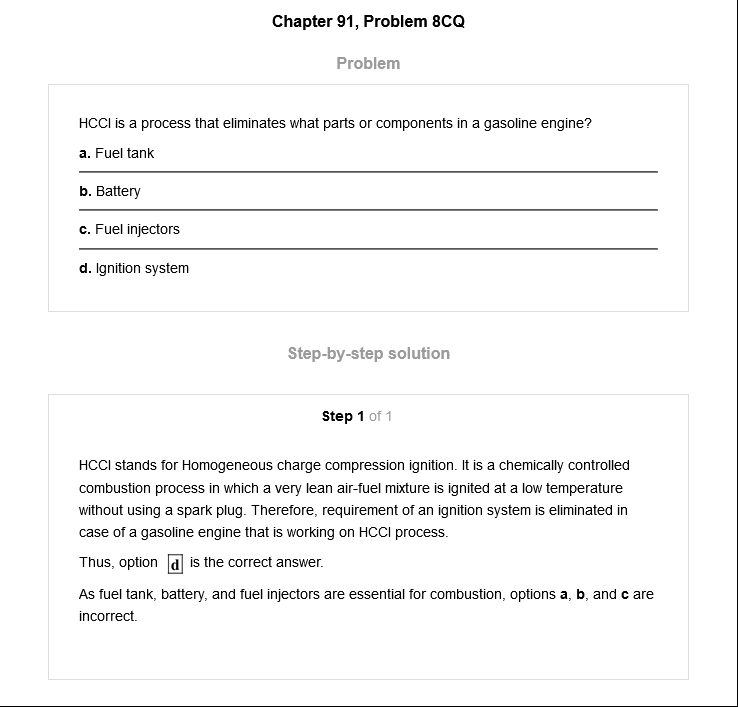 Chapter 91, Problem 8CQ
Problem
HCCI is a process that eliminates what parts or components in a gasoline engine?
a. Fuel tank
b. Battery
c. Fuel injectors
d. Ignition system
Step-by-step solution
Step 1 of 1
HCCI stands for Homogeneous charge compression ignition. It is a chemically controlled
combustion process in which a very lean air-fuel mixture is ignited at a low temperature
without using a spark plug. Therefore, requirement of an ignition system is eliminated in
case of a gasoline engine that is working on HCCI process.
Thus, option d is the correct answer.
As fuel tank, battery, and fuel injectors are essential for combustion, options a, b, and c are
incorrect.